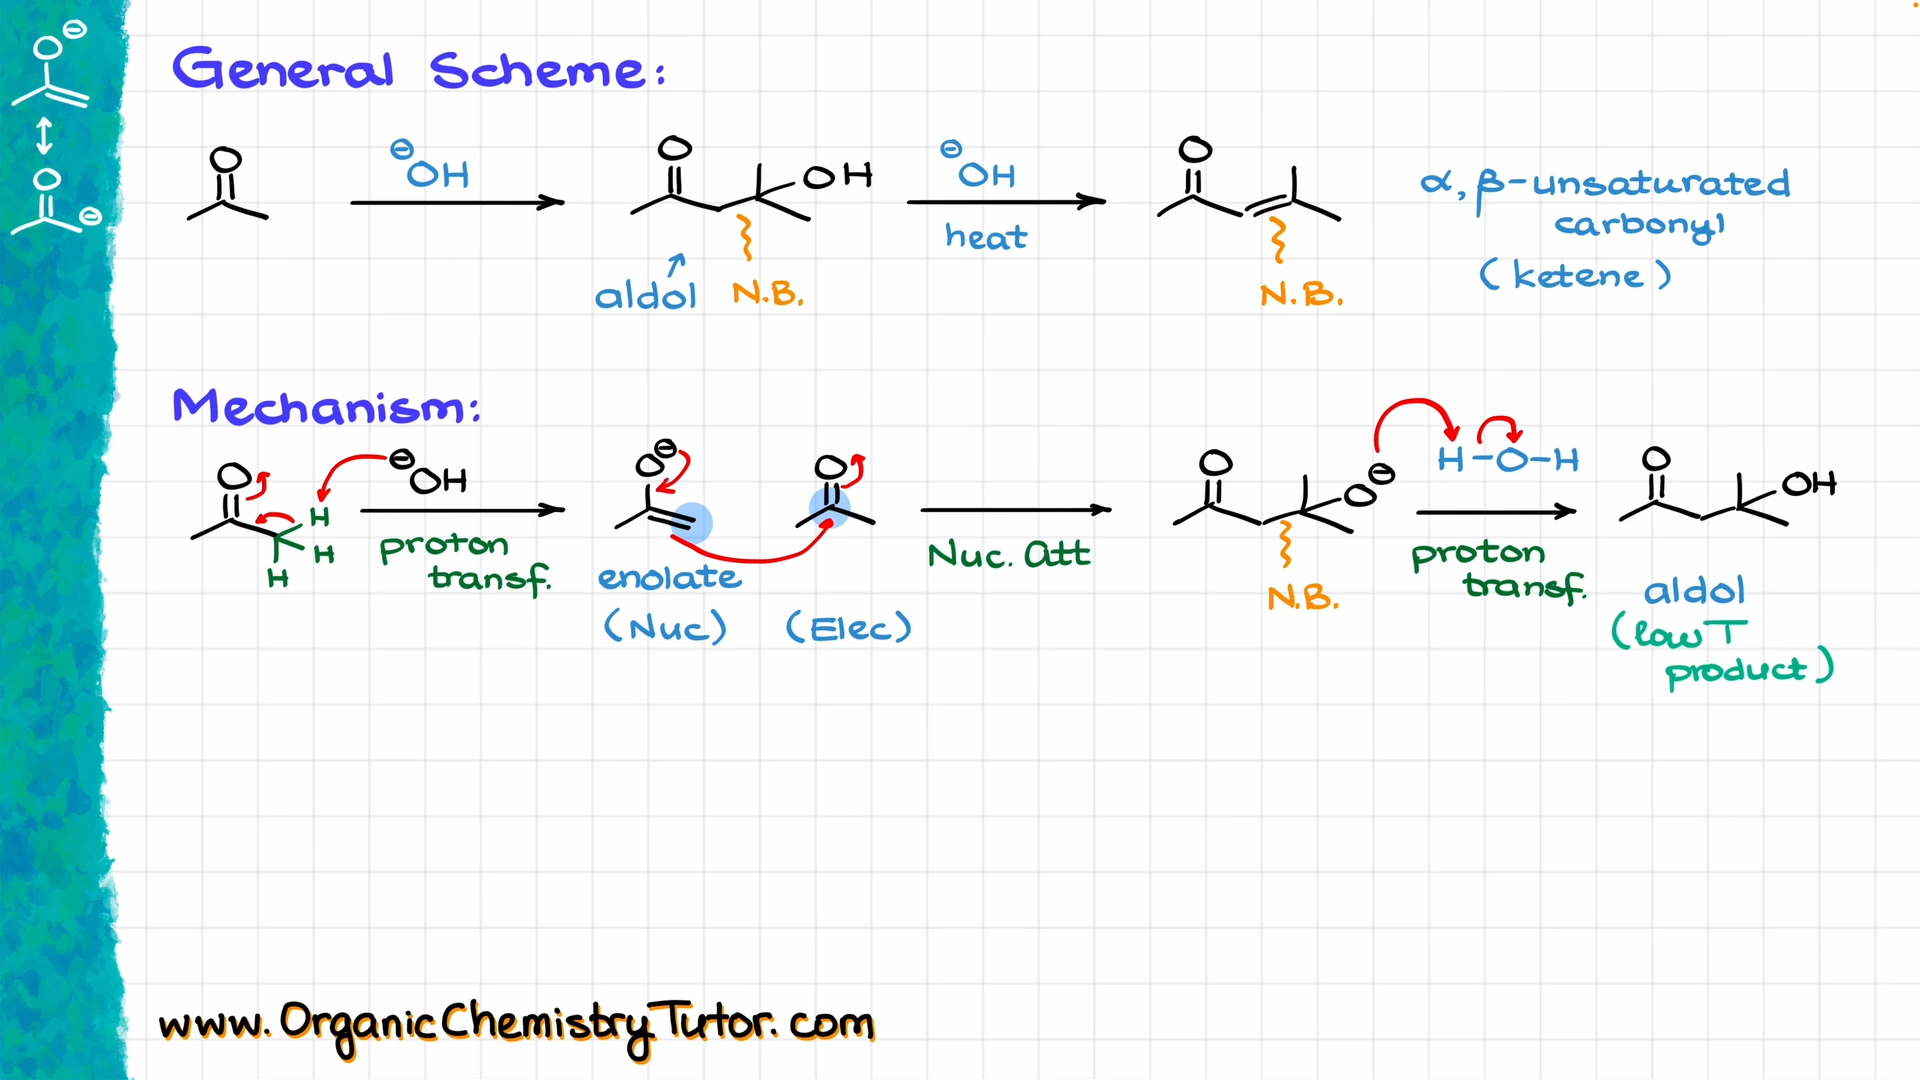 General Scheme:
O
⊖OH
O OH
⊖OH
heat
O
α, β-unsaturated
carbonyl
(ketene)
aldol N.B.
N.B.
Mechanism:
O H H H
⊖OH
proton
transf.
O⊖
enolate
(Nuc)
O
(Elec)
Nuc. Att
O O⊖
N.B.
H-O-H
proton
transf.
O OH
aldol
(low T
product)
O⊖
O
⊖
www.OrganicChemistryTutor.com